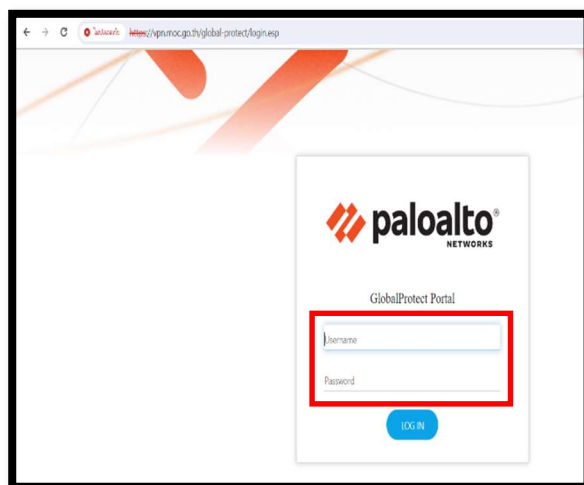 ไม่ปลอดภัย https://vpn.moc.go.th/global-protect/login.esp
paloalto®
NETWORKS
GlobalProtect Portal
Username
Password
LOG IN